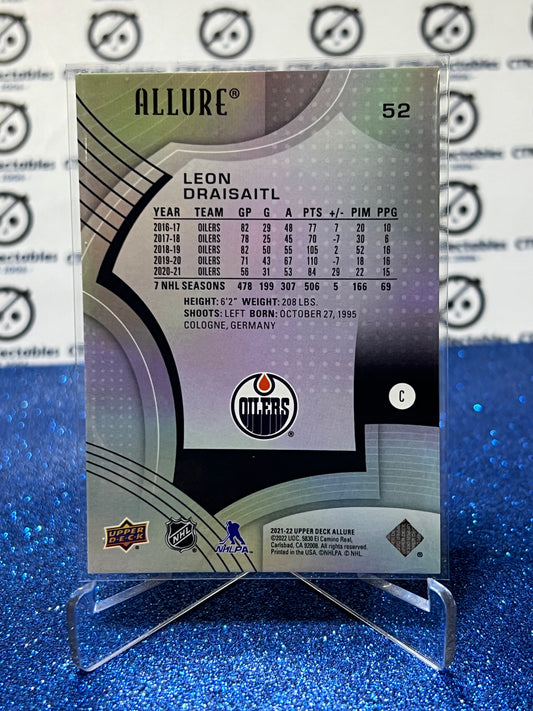 ALLURE®
52
LEON
DRAISAITL
YEAR TEAM GP G A PTS +/- PIM PPG
2016-17 OILERS 82 29 48 77 7 20 10
2017-18 OILERS 78 25 45 70 -7 30 6
2018-19 OILERS 82 50 55 105 2 52 16
2019-20 OILERS 71 43 67 110 -7 18 16
2020-21 OILERS 56 31 53 84 29 22 15
7 NHL SEASONS 478 199 307 506 5 166 69
HEIGHT: 6'2" WEIGHT: 208 LBS.
SHOOTS: LEFT BORN: OCTOBER 27, 1995
COLOGNE, GERMANY
OILERS®
C
UPPER DECK
NHL
NHLPA
2021-22 UPPER DECK ALLURE
©2022 UDC. 5830 El Camino Real,
Carlsbad, CA 92008. All rights reserved.
Printed in the USA. ©NHLPA. © NHL.
®